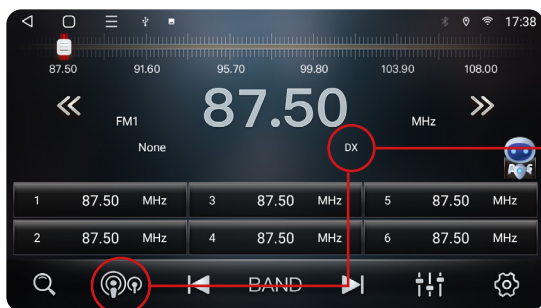 17:38
87.50 91.60 95.70 99.80 103.90 108.00
87.50
FM1 MHz
None DX
1 87.50 MHz 3 87.50 MHz 5 87.50 MHz
2 87.50 MHz 4 87.50 MHz 6 87.50 MHz
BAND